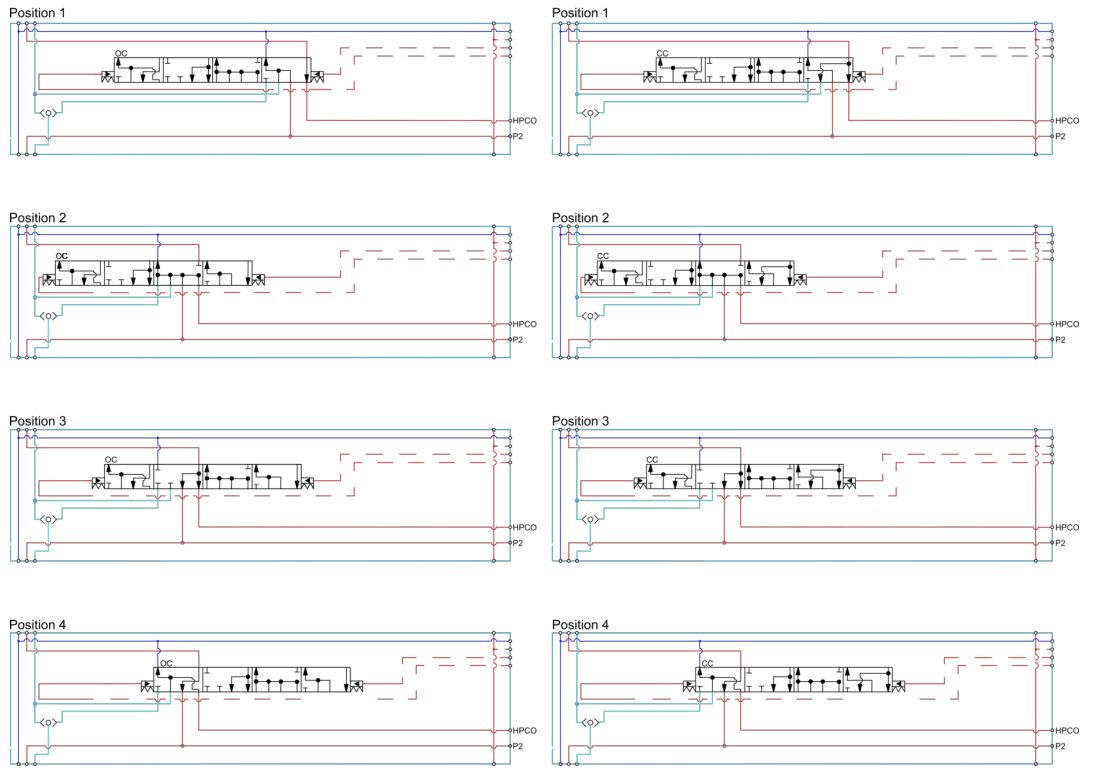 Position 1
OC
HPCO
P2
Position 1
CC
HPCO
P2
Position 2
OC
HPCO
P2
Position 2
CC
HPCO
P2
Position 3
OC
HPCO
P2
Position 3
CC
HPCO
P2
Position 4
OC
HPCO
P2
Position 4
CC
HPCO
P2